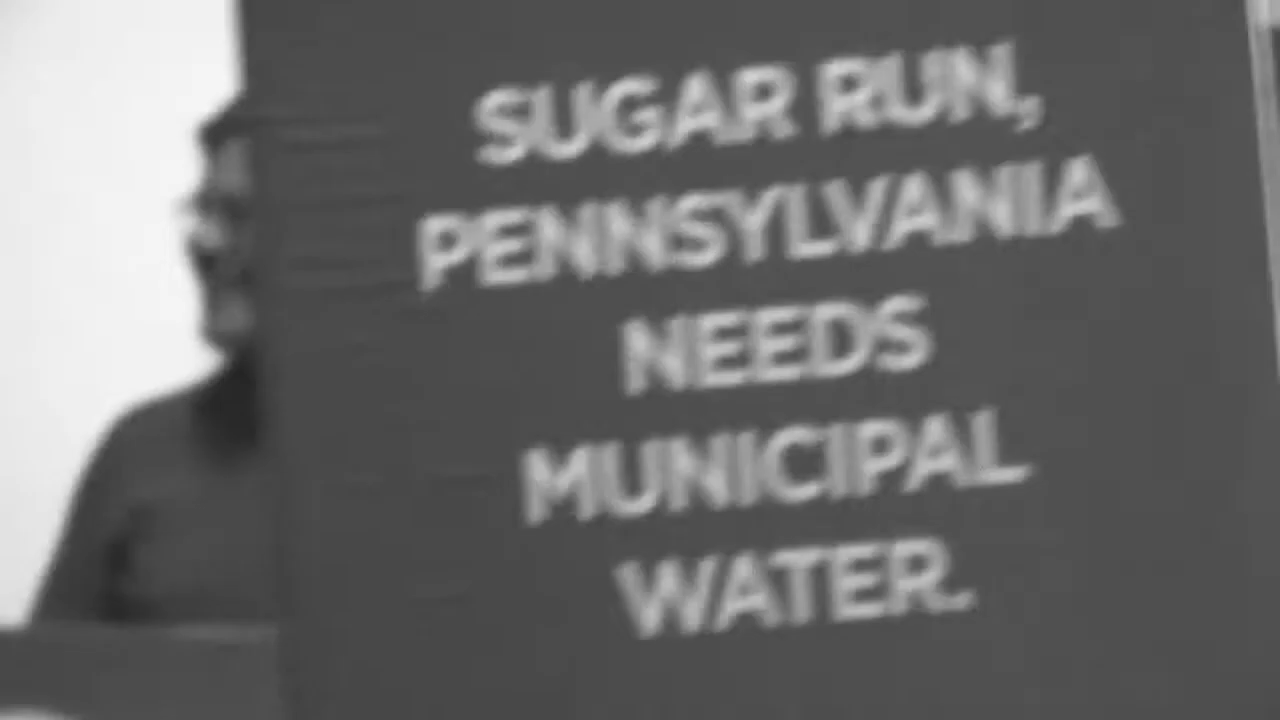 SUGAR RUN,
PENNSYLVANIA
NEEDS
MUNICIPAL
WATER.